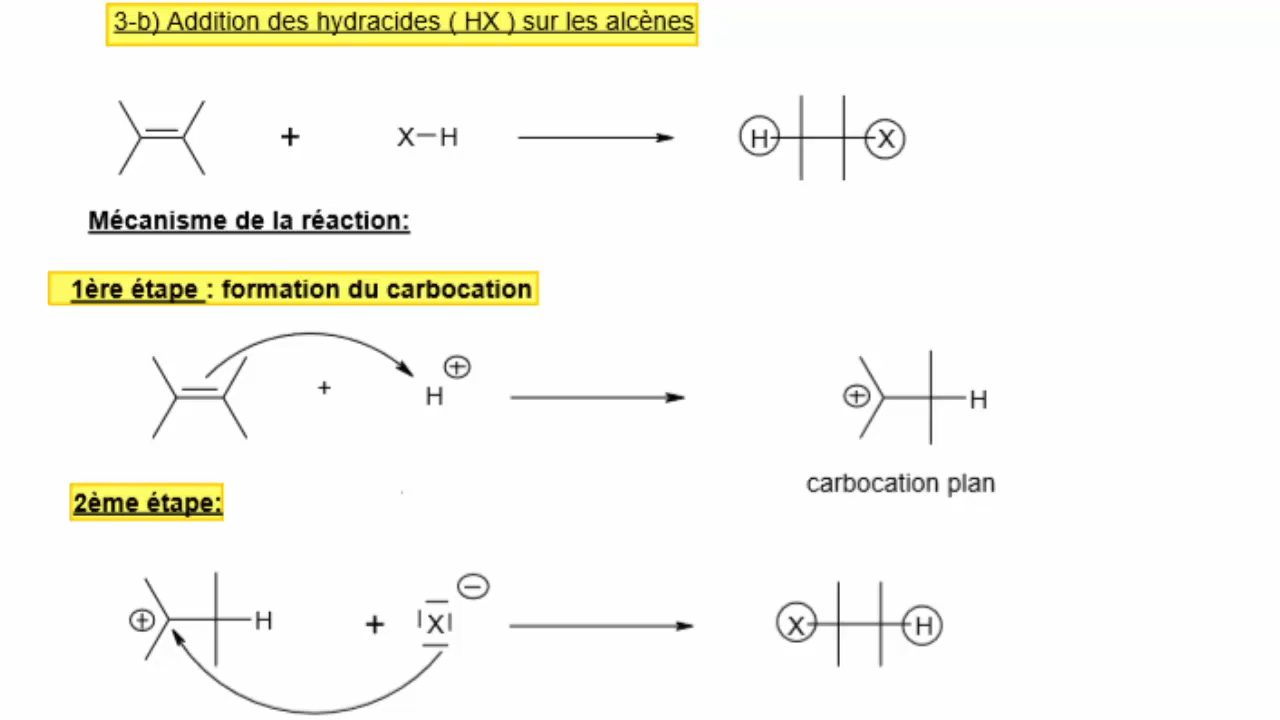 3-b) Addition des hydracides ( HX ) sur les alcènes
+ X–H H X
Mécanisme de la réaction:
1ère étape : formation du carbocation
+ H ⊕ ⊕ H
carbocation plan
2ème étape:
⊕ H + X ⊖ X H